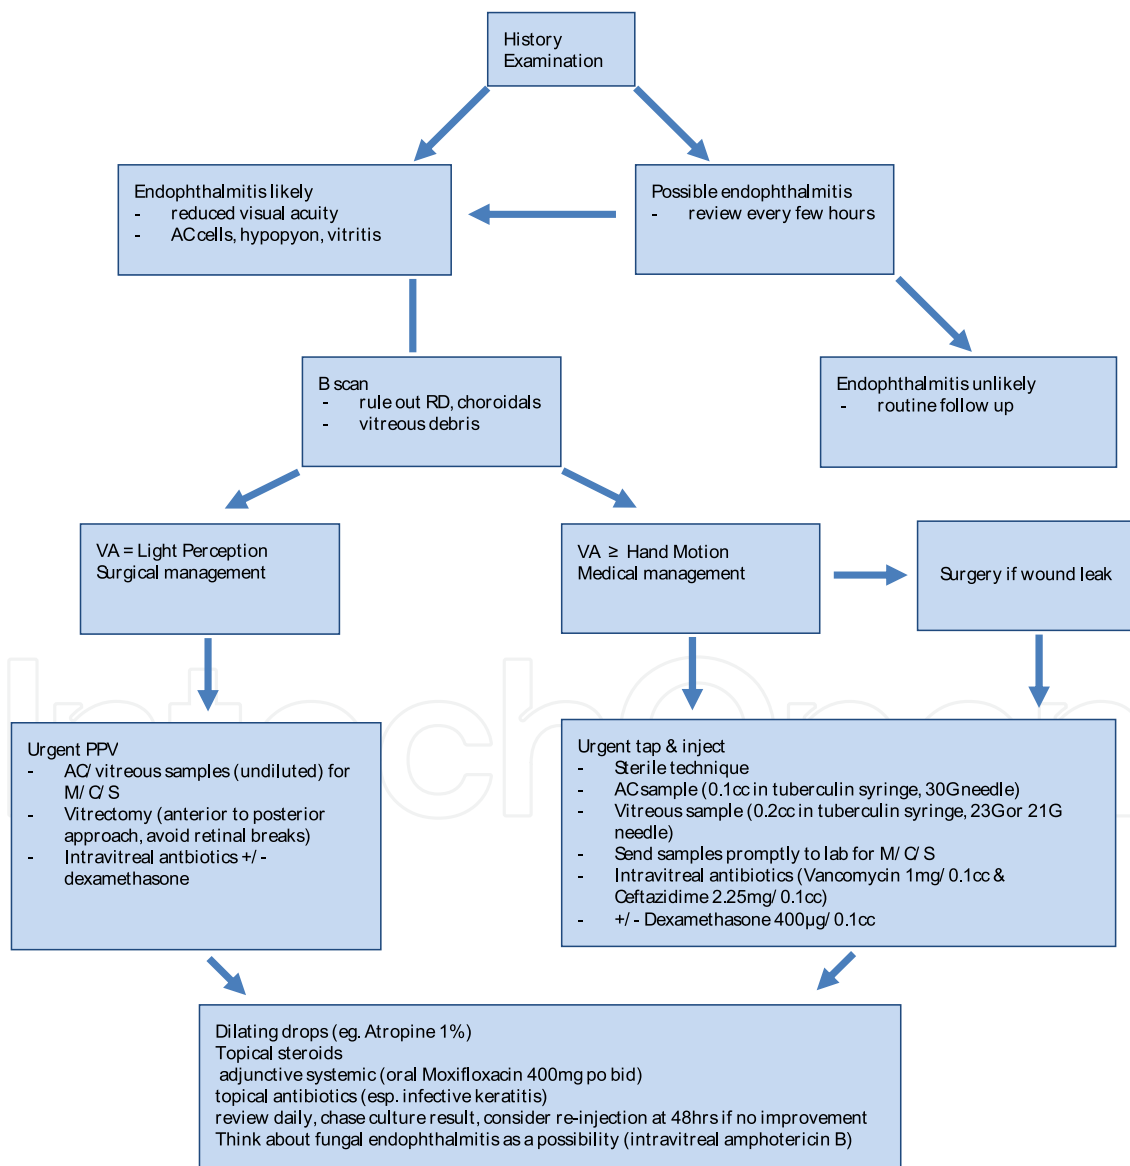 History
Examination
Endophthalmitis likely
- reduced visual acuity
- AC cells, hypopyon, vitritis
Possible endophthalmitis
- review every few hours
B scan
- rule out RD, choroidals
- vitreous debris
Endophthalmitis unlikely
- routine follow up
VA = Light Perception
Surgical management
VA ≥ Hand Motion
Medical management
Surgery if wound leak
Urgent PPV
- AC/ vitreous samples (undiluted) for
M/ C/ S
- Vitrectomy (anterior to posterior
approach, avoid retinal breaks)
- Intravitreal antbiotics +/ -
dexamethasone
Urgent tap & inject
- Sterile technique
- AC sample (0.1cc in tuberculin syringe, 30G needle)
- Vitreous sample (0.2cc in tuberculin syringe, 23G or 21G
needle)
- Send samples promptly to lab for M/ C/ S
- Intravitreal antibiotics (Vancomycin 1mg/ 0.1cc &
Ceftazidime 2.25mg/ 0.1cc)
- +/ - Dexamethasone 400µg/ 0.1cc
Dilating drops (eg. Atropine 1%)
Topical steroids
adjunctive systemic (oral Moxifloxacin 400mg po bid)
topical antibiotics (esp. infective keratitis)
review daily, chase culture result, consider re-injection at 48hrs if no improvement
Think about fungal endophthalmitis as a possibility (intravitreal amphotericin B)
IntechOpen